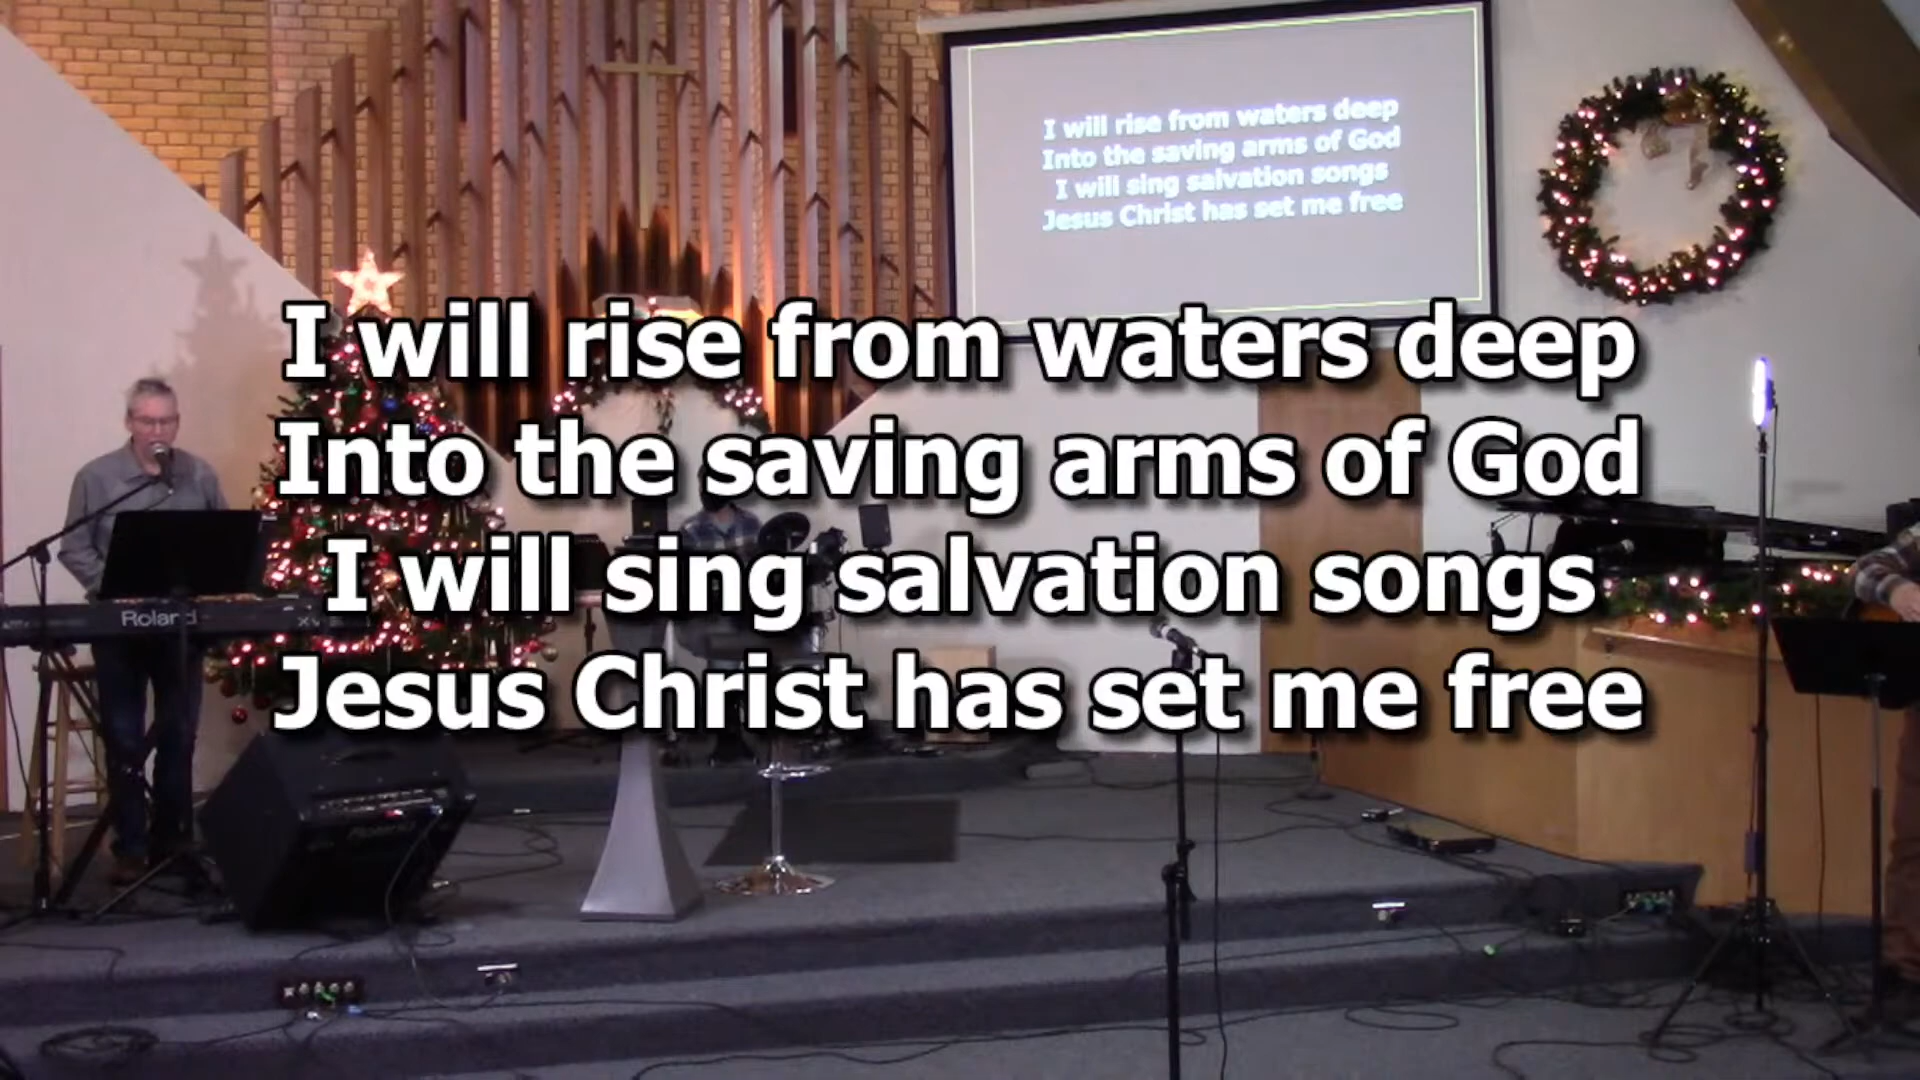 I will rise from waters deep
Into the saving arms of God
I will sing salvation songs
Jesus Christ has set me free
I will rise from waters deep
Into the saving arms of God
I will sing salvation songs
Jesus Christ has set me free
Roland